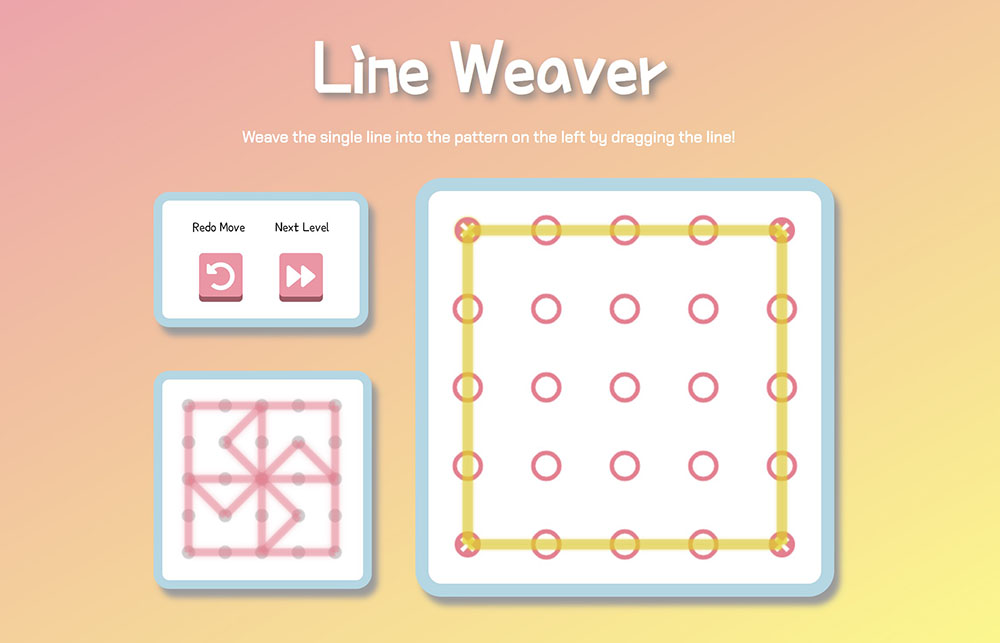 Line Weaver
Weave the single line into the pattern on the left by dragging the line!
Redo Move
Next Level